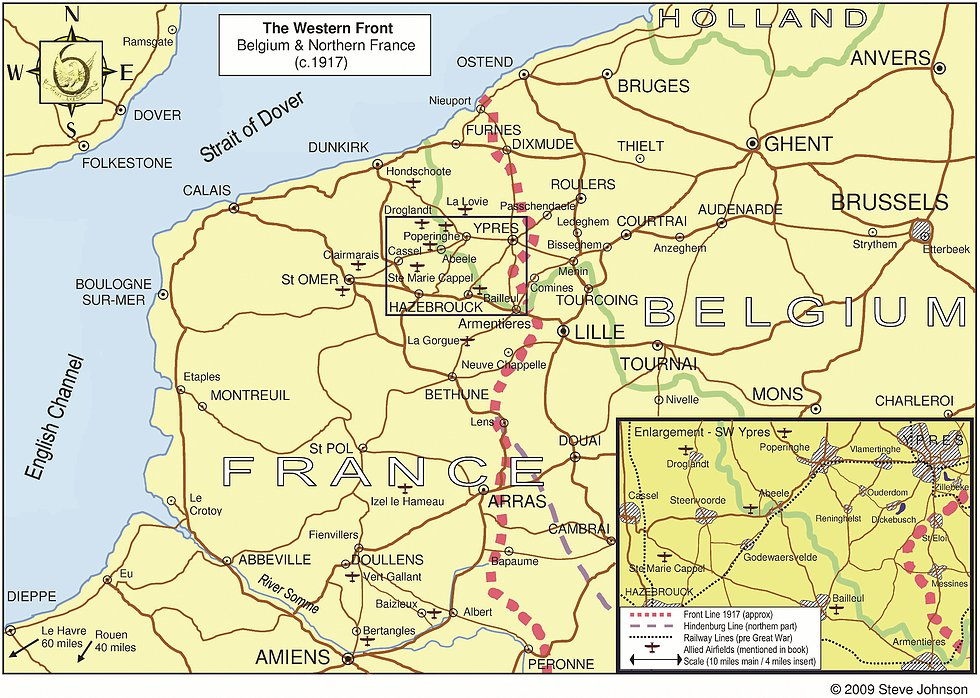 The Western Front
Belgium & Northern France
(c.1917)
N
W
E
S
Ramsgate
DOVER
FOLKESTONE
Strait of Dover
HOLLAND
OSTEND
BRUGES
ANVERS
Nieuport
FURNES
DIXMUDE
THIELT
GHENT
DUNKIRK
Hondschoote
CALAIS
ROULERS
La Lovie
Droglandt
Passchendaele
Ledeghem
COURTRAI
AUDENARDE
BRUSSELS
Poperinghe
YPRES
Bisseghem
Anzeghem
Strythem
Etterbeek
Clairmarais
Cassel
Abeele
Menin
St OMER
Ste Marie Cappel
Comines
BOULOGNE
SUR-MER
HAZEBROUCK
Bailleul
TOURCOING
BELGIUM
Armentieres
LILLE
La Gorgue
Neuve Chappelle
TOURNAI
English Channel
Etaples
MONTREUIL
BETHUNE
Nivelle
MONS
CHARLEROI
Lens
St POL
DOUAI
FRANCE
Izel le Hameau
ARRAS
Le
Crotoy
CAMBRAI
Fienvillers
ABBEVILLE
DOULLENS
Bapaume
Eu
River Somme
Vert Gallant
DIEPPE
Baizieux
Albert
Le Havre
60 miles
Rouen
40 miles
Bertangles
AMIENS
PERONNE
Enlargement - SW Ypres
Poperinghe
Vlamertinghe
YPRES
Droglandt
Zillebeke
Cassel
Steenvoorde
Abeele
Ouderdom
Reninghelst
Dickebusch
St Eloi
Godewaersvelde
Ste Marie Cappel
Messines
HAZEBROUCK
Bailleul
Armentieres
Front Line 1917 (approx)
Hindenburg Line (northern part)
Railway Lines (pre Great War)
Allied Airfields (mentioned in book)
Scale (10 miles main / 4 miles insert)
© 2009 Steve Johnson